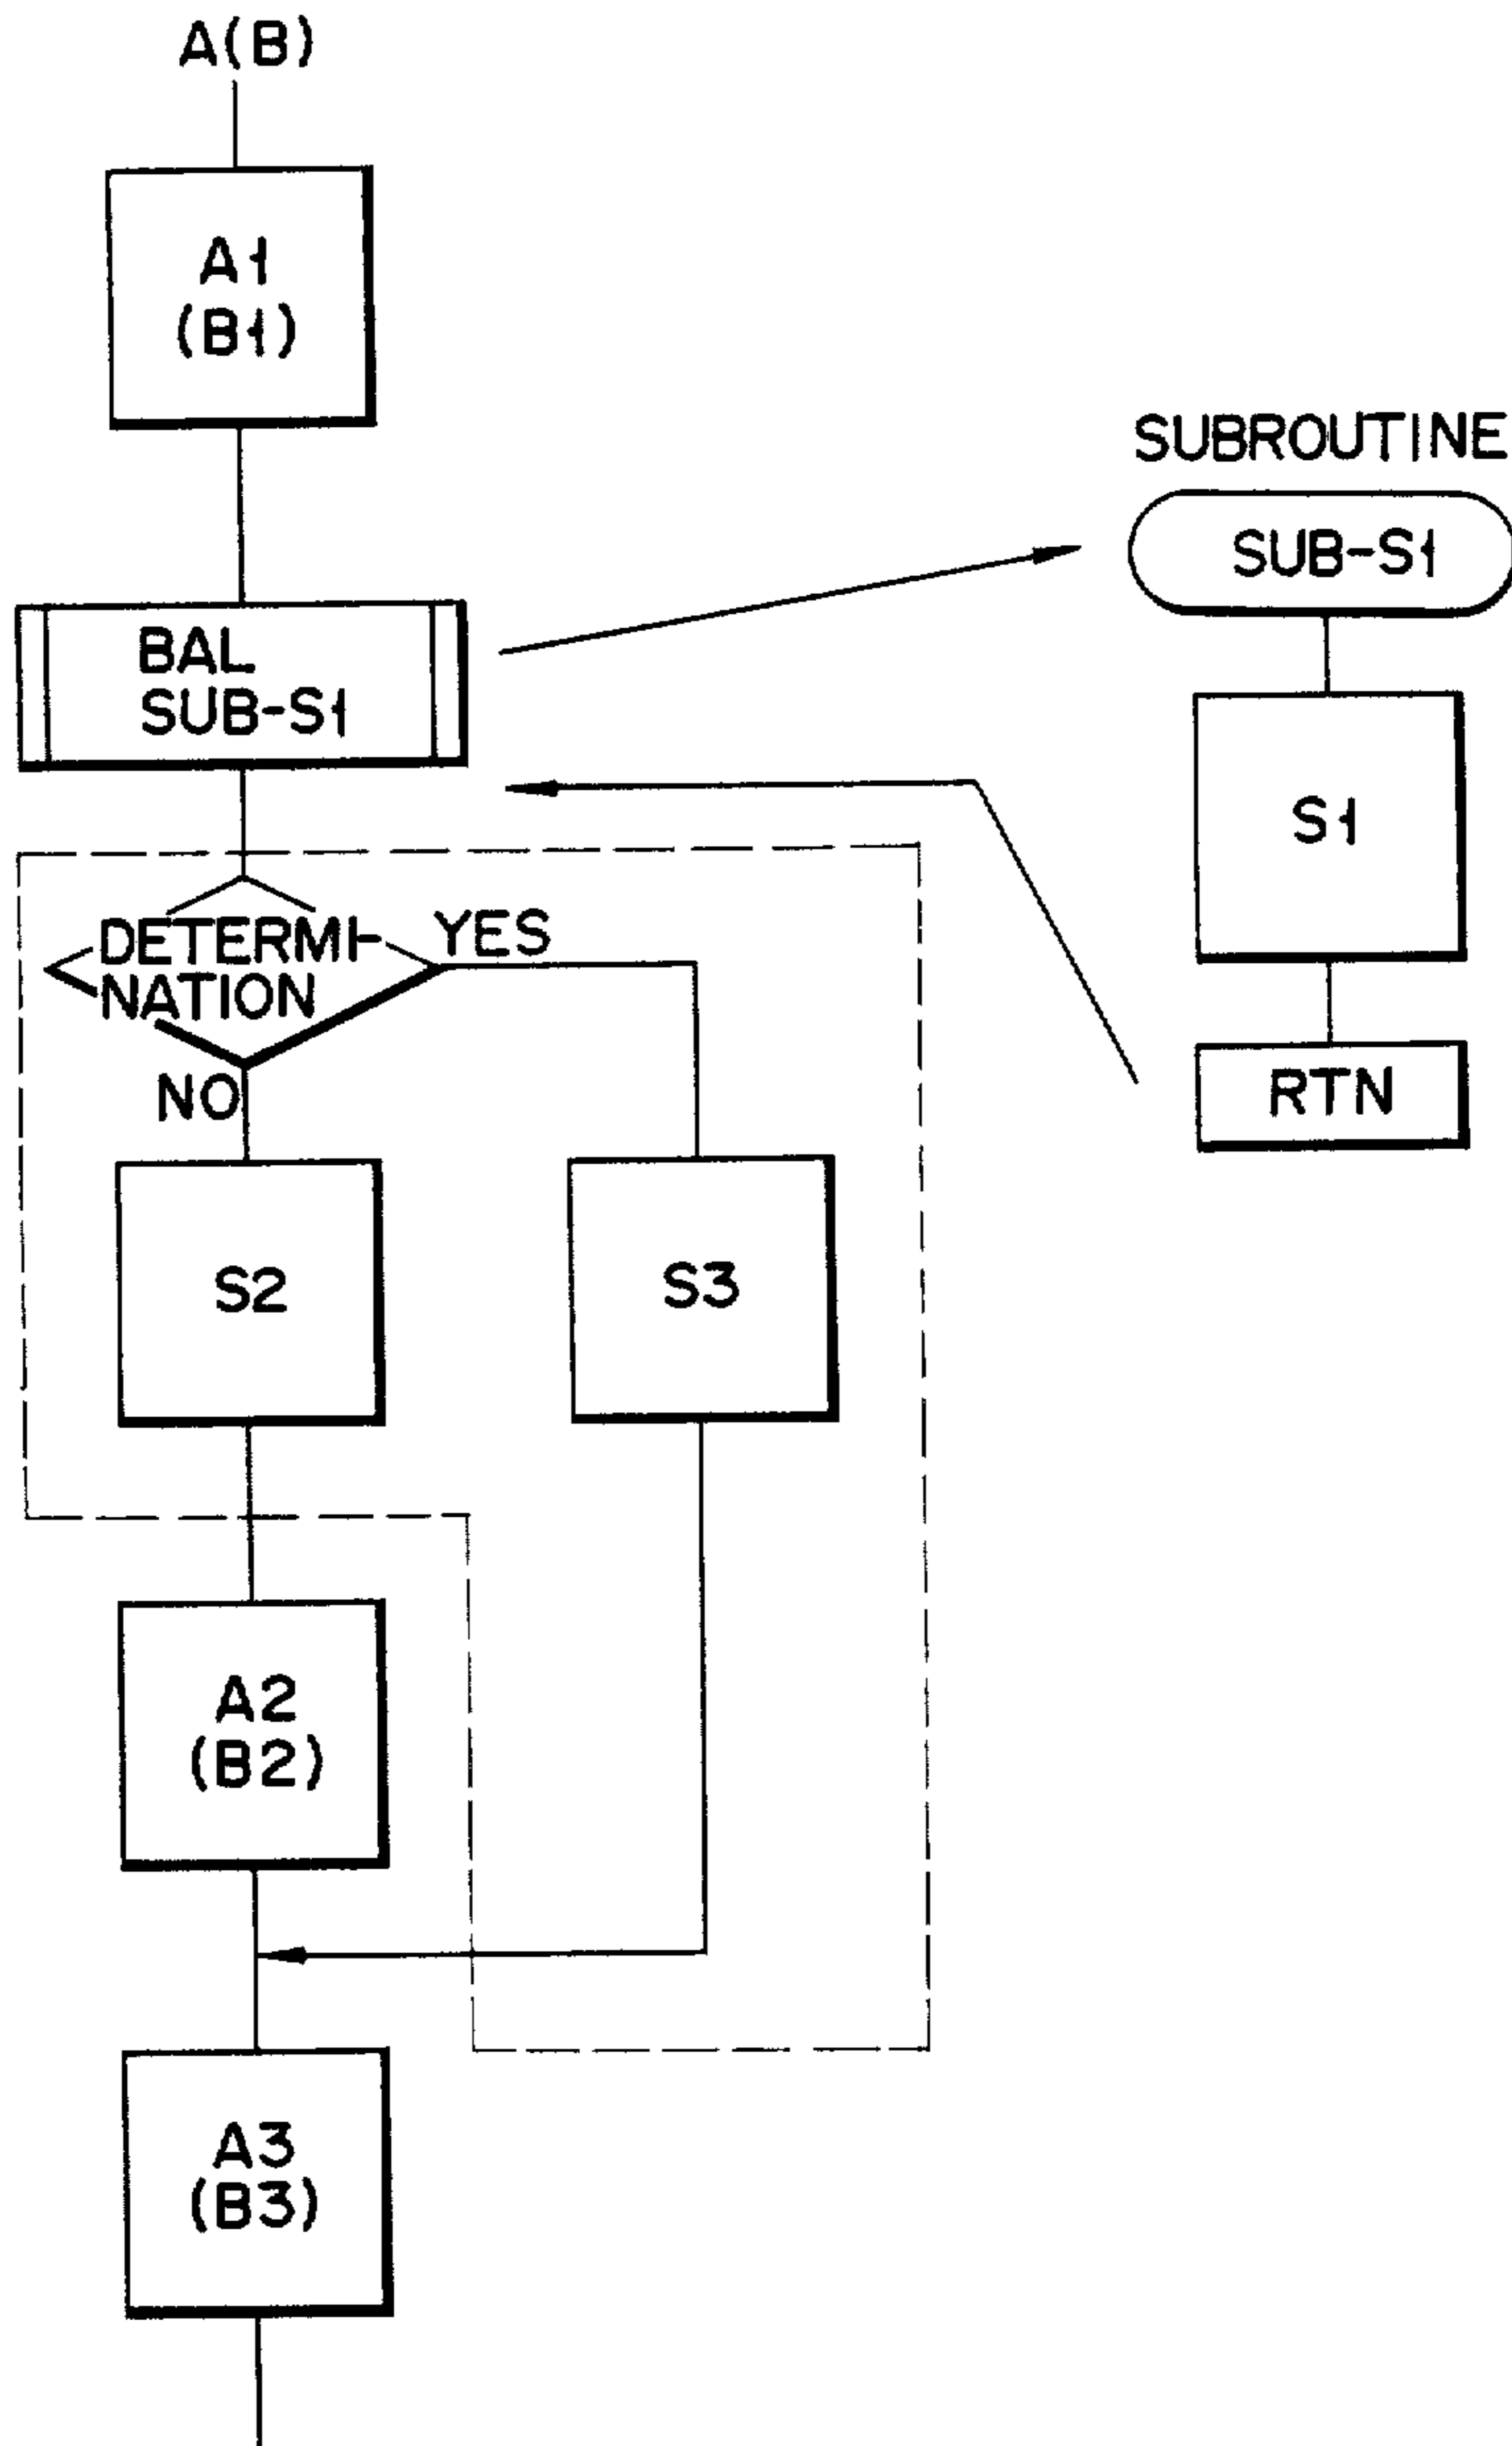 A(B)
A1
(B1)
BAL
SUB-S1
SUBROUTINE
SUB-S1
S1
RTN
DETERMI-
NATION
YES
NO
S2
S3
A2
(B2)
A3
(B3)